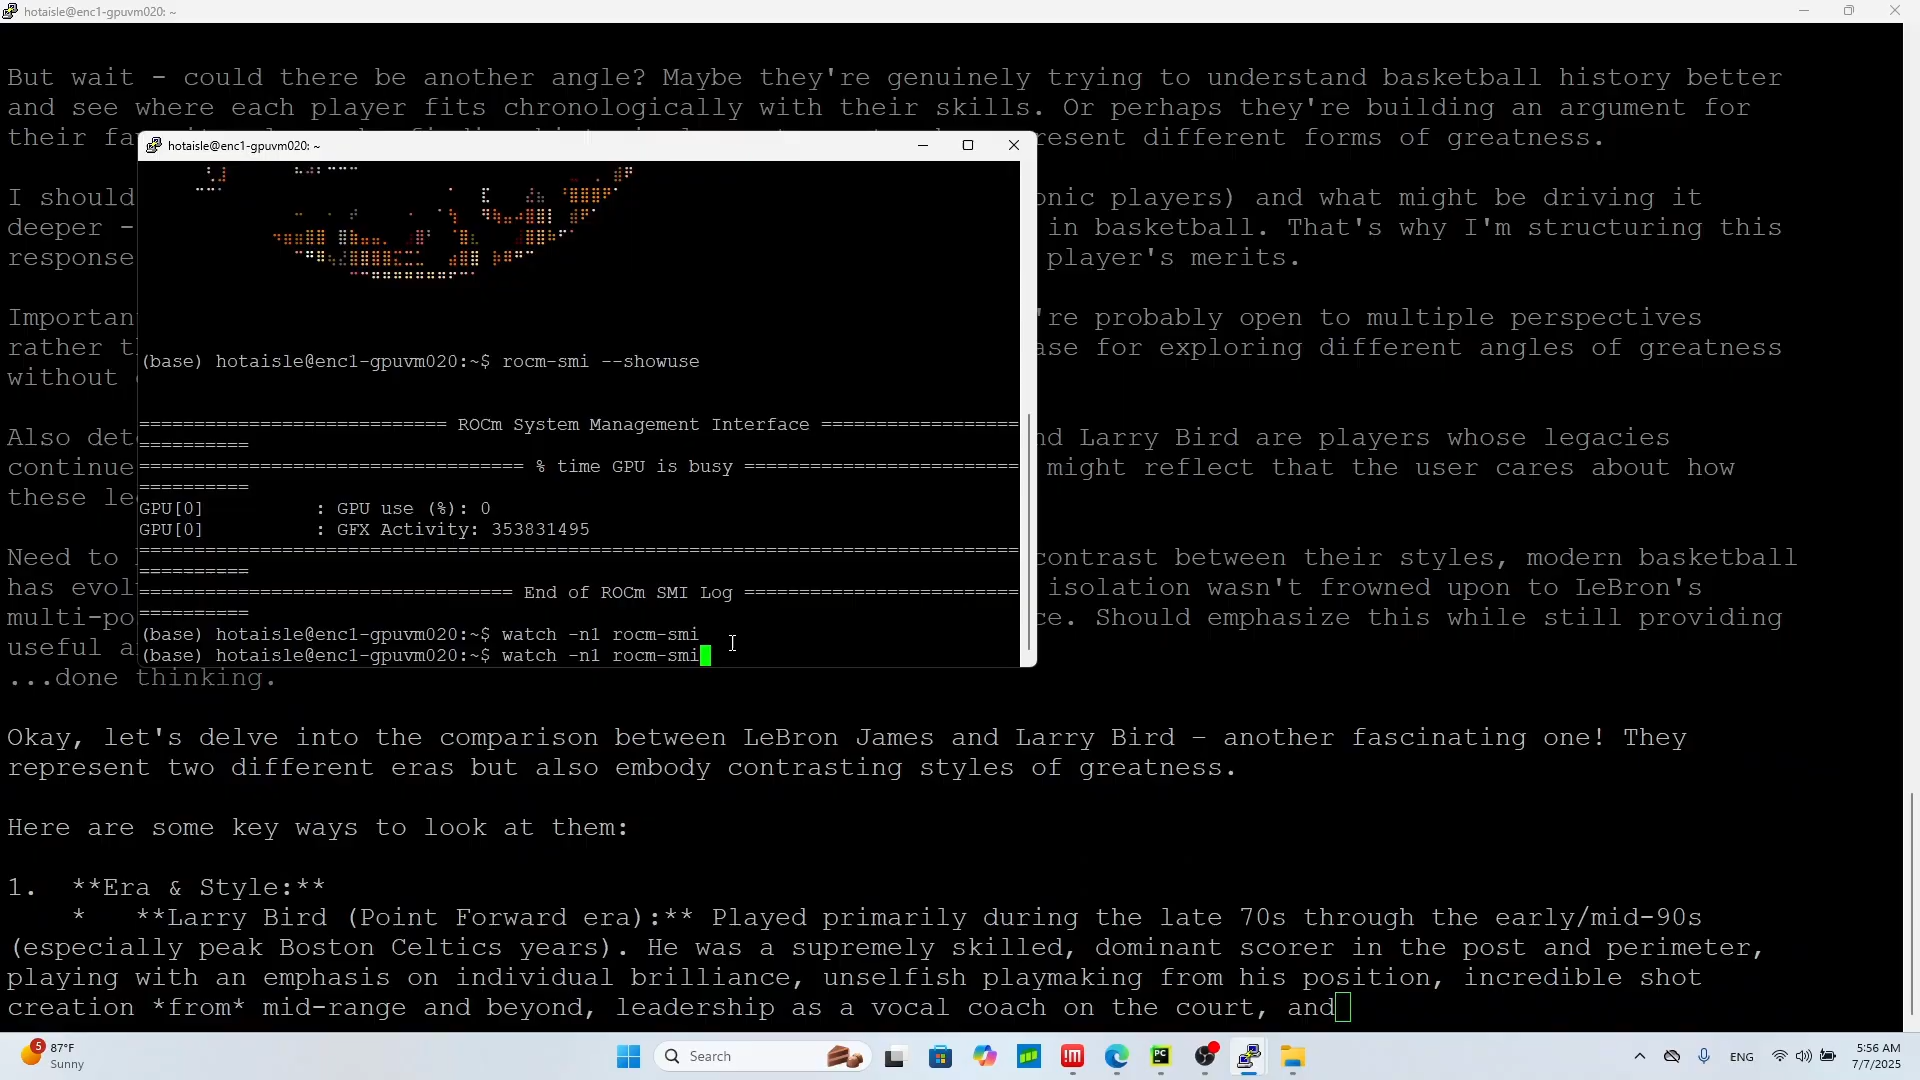 hotaisle@enc1-gpuvm020: ~
But wait - could there be another angle? Maybe they're genuinely trying to understand basketball history better
and see where each player fits chronologically with their skills. Or perhaps they're building an argument for
their fa
resent different forms of greatness.
hotaisle@enc1-gpuvm020: ~
I should
onic players) and what might be driving it
deeper -
in basketball. That's why I'm structuring this
response
player's merits.
Importan
're probably open to multiple perspectives
rather t
ase for exploring different angles of greatness
without
(base) hotaisle@enc1-gpuvm020:~$ rocm-smi --showuse
============================ ROCm System Management Interface ==================
==========
=================================== % time GPU is busy =========================
==========
GPU[0] : GPU use (%): 0
GPU[0] : GFX Activity: 353831495
================================================================================
==========
================================== End of ROCm SMI Log =========================
==========
(base) hotaisle@enc1-gpuvm020:~$ watch -n1 rocm-smi
(base) hotaisle@enc1-gpuvm020:~$ watch -n1 rocm-smi
Also det
nd Larry Bird are players whose legacies
continue
might reflect that the user cares about how
these le
Need to
contrast between their styles, modern basketball
has evol
isolation wasn't frowned upon to LeBron's
multi-po
ce. Should emphasize this while still providing
useful a
...done thinking.
Okay, let's delve into the comparison between LeBron James and Larry Bird – another fascinating one! They
represent two different eras but also embody contrasting styles of greatness.
Here are some key ways to look at them:
1. **Era & Style:**
* **Larry Bird (Point Forward era):** Played primarily during the late 70s through the early/mid-90s
(especially peak Boston Celtics years). He was a supremely skilled, dominant scorer in the post and perimeter,
playing with an emphasis on individual brilliance, unselfish playmaking from his position, incredible shot
creation *from* mid-range and beyond, leadership as a vocal coach on the court, and
5
87°F
Sunny
Search
ENG
5:56 AM
7/7/2025